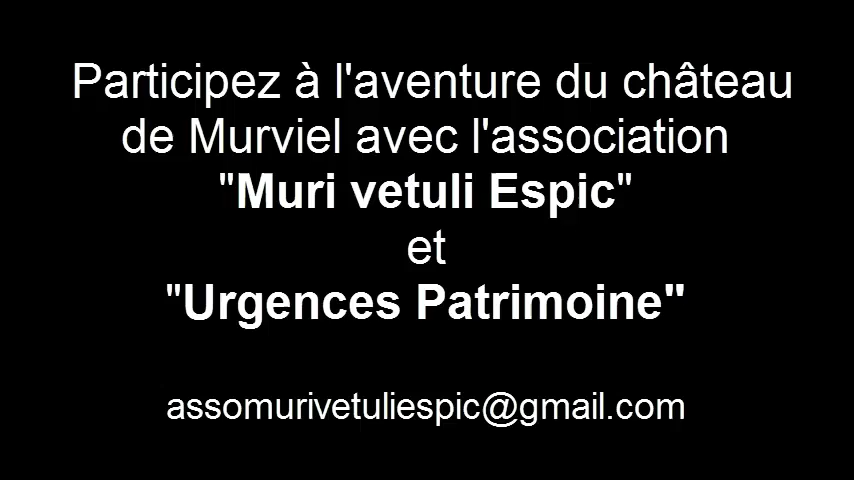 Participez à l'aventure du château
de Murviel avec l'association
"Muri vetuli Espic"
et
"Urgences Patrimoine"
assomurivetuliespic@gmail.com